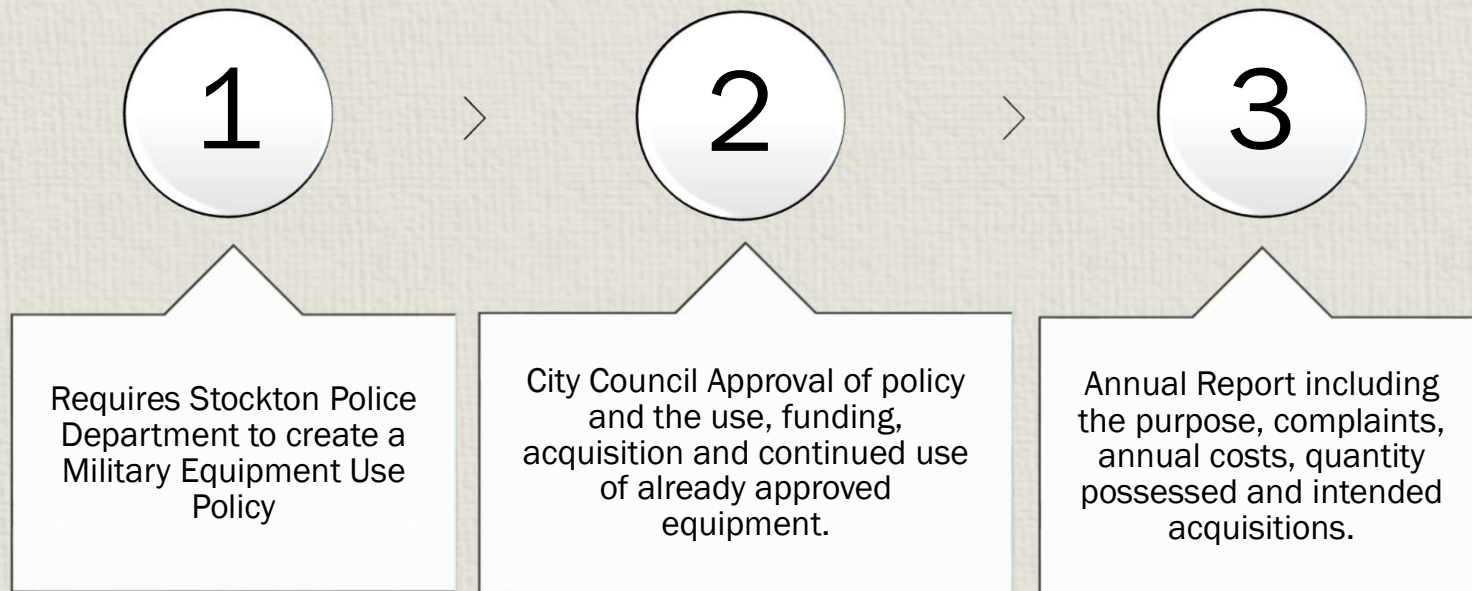 1
2
3
Requires Stockton Police
Department to create a
Military Equipment Use
Policy
City Council Approval of policy
and the use, funding,
acquisition and continued use
of already approved
equipment.
Annual Report including
the purpose, complaints,
annual costs, quantity
possessed and intended
acquisitions.